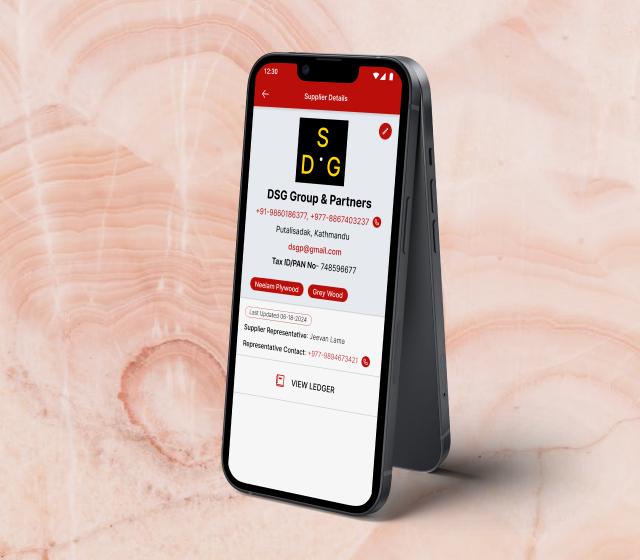 12:30
Supplier Details
S
D·G
DSG Group & Partners
+91-9860186377, +977-8867403237
Putalisadak, Kathmandu
dsgp@gmail.com
Tax ID/PAN No- 748596677
Neelam Plywood Grey Wood
Last Updated 06-18-2024
Supplier Representative: Jeevan Lama
Representative Contact: +977-9894673421
VIEW LEDGER